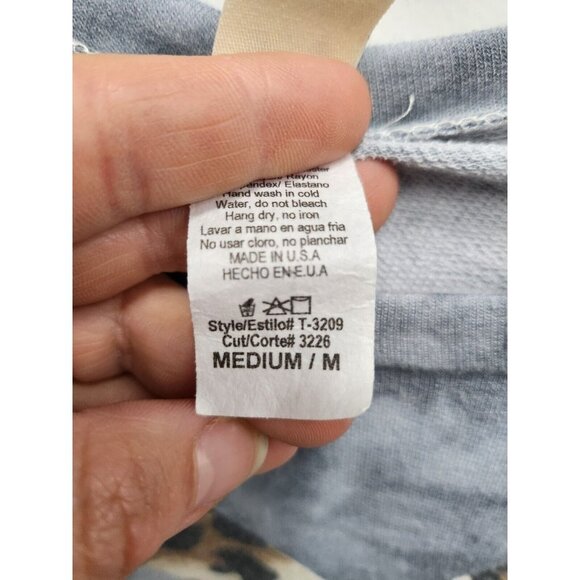 Rayon
Spandex/ Elastano
Hand wash in cold
Water, do not bleach
Hang dry, no iron
Lavar a mano en agua fria
No usar cloro, no planchar
MADE IN U.S.A
HECHO EN E.U.A
Style/Estilo# T-3209
Cut/Corte# 3226
MEDIUM / M